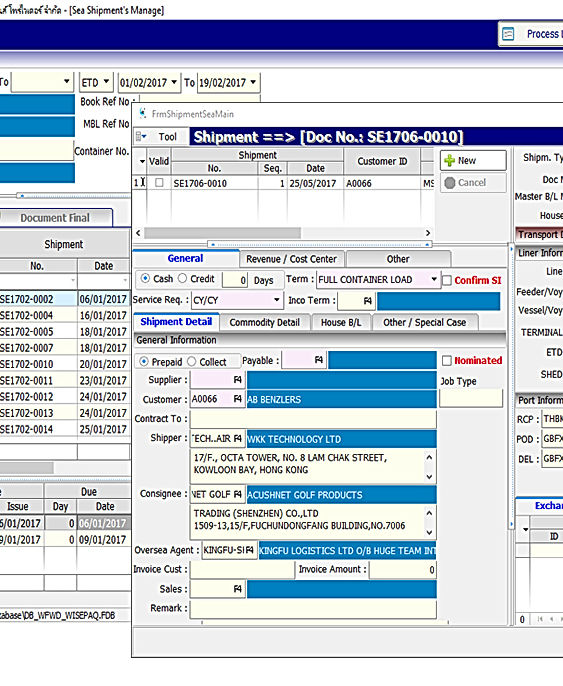 โพร์ไนเตอร์ จำกัด - [Sea Shipment's Manage]
Process
To ETD 01/02/2017 To 19/02/2017
Book Ref No
MBL Ref No
Container No.
Document Final
Shipment
No. Date
SE1702-0002 06/01/2017
SE1702-0004 16/01/2017
SE1702-0005 18/01/2017
SE1702-0007 18/01/2017
SE1702-0010 20/01/2017
SE1702-0011 23/01/2017
SE1702-0012 24/01/2017
SE1702-0013 24/01/2017
SE1702-0014 25/01/2017
Due
Issue Day Date
6/01/2017 0 06/01/2017
9/01/2017 0 09/01/2017
tabase\DB_WFWD_WISEPAQ.FDB
FrmShipmentSeaMain
Tool Shipment ==> [Doc No.: SE1706-0010]
Valid Shipment Customer ID
No. Seq. Date
1 SE1706-0010 1 25/05/2017 A0066 MS
New
Cancel
General Revenue / Cost Center Other
Cash Credit 0 Days Term : FULL CONTAINER LOAD Confirm SI
Service Req. : CY/CY Inco Term : F4
Shipment Detail Commodity Detail House B/L Other / Special Case
General Information
Prepaid Collect Payable : F4 Nominated
Supplier : F4 Job Type
Customer : A0066 F4 AB BENZLERS
Contract To :
Shipper : TECH..AIR F4 WKK TECHNOLOGY LTD
17/F., OCTA TOWER, NO. 8 LAM CHAK STREET,
KOWLOON BAY, HONG KONG
Consignee : NET GOLF F4 ACUSHNET GOLF PRODUCTS
TRADING (SHENZHEN) CO.,LTD
1509-13,15/F,FUCHUNDONGFANG BUILDING,NO.7006
Oversea Agent : KINGFU-SI F4 KINGFU LOGISTICS LTD O/B HUGE TEAM INT
Invoice Cust : Invoice Amount : 0
Sales : F4
Remark :
Shipm. Ty
Doc
Master B/L
House
Transport
Liner Infor
Line
Feeder/Voy
Vessel/Voy
TERMINAL
ETD
SHED
Port Inform
RCP : THB
POD : GBFX
DEL : GBFX
Exchan
ID
0